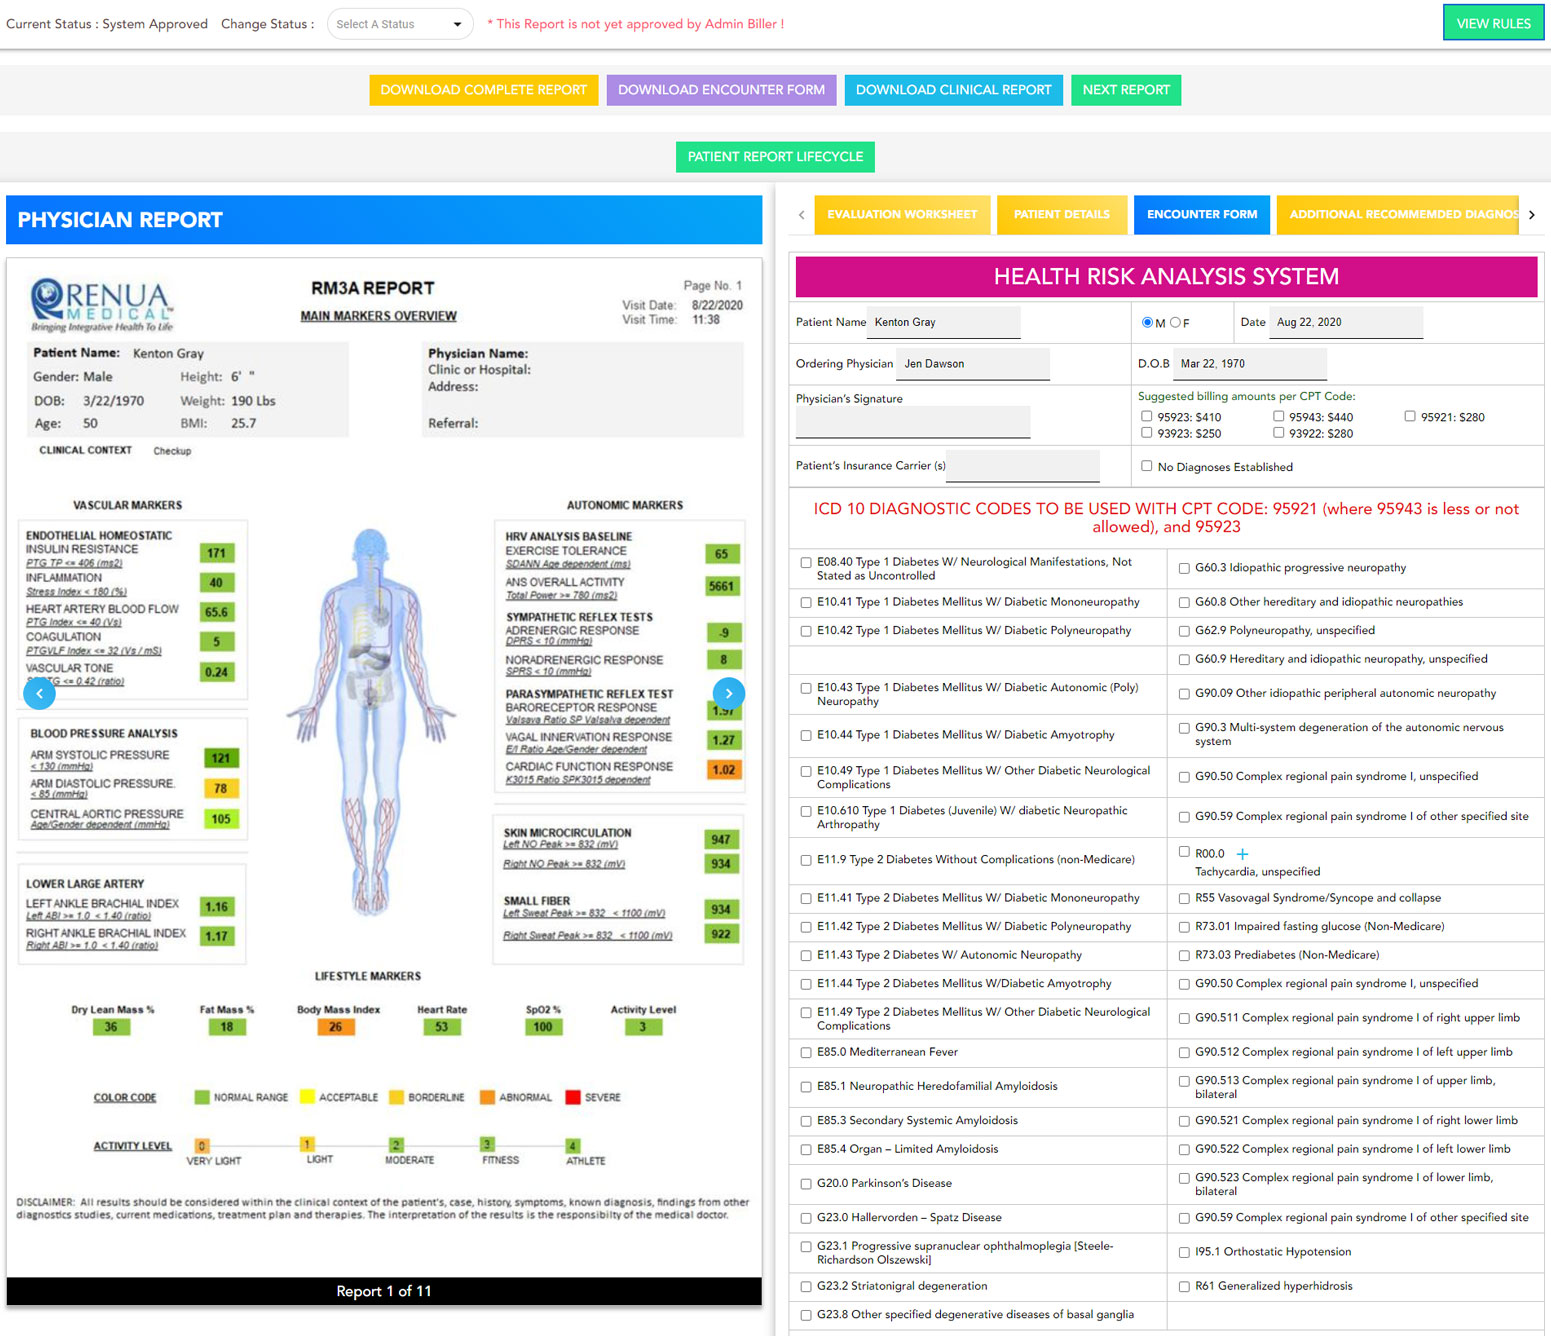 Current Status : System Approved Change Status : Select A Status * This Report is not yet approved by Admin Biller ! VIEW RULES
DOWNLOAD COMPLETE REPORT DOWNLOAD ENCOUNTER FORM DOWNLOAD CLINICAL REPORT NEXT REPORT
PATIENT REPORT LIFECYCLE
PHYSICIAN REPORT
RENUA
MEDICAL™
Bringing Integrative Health To Life
RM3A REPORT
MAIN MARKERS OVERVIEW
Page No. 1
Visit Date: 8/22/2020
Visit Time: 11:38
Patient Name: Kenton Gray
Gender: Male Height: 6' "
DOB: 3/22/1970 Weight: 190 Lbs
Age: 50 BMI: 25.7
Physician Name:
Clinic or Hospital:
Address:
Referral:
CLINICAL CONTEXT Checkup
VASCULAR MARKERS
ENDOTHELIAL HOMEOSTATIC
INSULIN RESISTANCE 171
PTG TP <= 406 (ms2)
INFLAMMATION 40
Stress Index < 180 (%)
HEART ARTERY BLOOD FLOW 65.6
PTG Index <= 40 (Vs)
COAGULATION 5
PTGVLF Index <= 32 (Vs / mS)
VASCULAR TONE 0.24
TG <= 0.42 (ratio)
BLOOD PRESSURE ANALYSIS
ARM SYSTOLIC PRESSURE 121
< 130 (mmHg)
ARM DIASTOLIC PRESSURE. 78
< 85 (mmHg)
CENTRAL AORTIC PRESSURE 105
Age/Gender dependent (mmHg)
LOWER LARGE ARTERY
LEFT ANKLE BRACHIAL INDEX 1.16
Left ABI >= 1.0 < 1.40 (ratio)
RIGHT ANKLE BRACHIAL INDEX 1.17
Right ABI >= 1.0 < 1.40 (ratio)
AUTONOMIC MARKERS
HRV ANALYSIS BASELINE
EXERCISE TOLERANCE 65
SDANN Age dependent (ms)
ANS OVERALL ACTIVITY 5661
Total Power >= 780 (ms2)
SYMPATHETIC REFLEX TESTS
ADRENERGIC RESPONSE -9
DPRS < 10 (mmHg)
NORADRENERGIC RESPONSE 8
SPRS < 10 (mmHg)
PARASYMPATHETIC REFLEX TEST
BARORECEPTOR RESPONSE 1.57
Valsava Ratio SP Valsalva dependent
VAGAL INNERVATION RESPONSE 1.27
E/I Ratio Age/Gender dependent
CARDIAC FUNCTION RESPONSE 1.02
K3015 Ratio SPK3015 dependent
SKIN MICROCIRCULATION 947
Left NO Peak >= 832 (mV)
Right NO Peak >= 832 (mV) 934
SMALL FIBER 934
Left Sweat Peak >= 832 < 1100 (mV)
Right Sweat Peak >= 832 < 1100 (mV) 922
LIFESTYLE MARKERS
Dry Lean Mass % Fat Mass % Body Mass Index Heart Rate SpO2 % Activity Level
36 18 26 53 100 3
COLOR CODE NORMAL RANGE ACCEPTABLE BORDERLINE ABNORMAL SEVERE
ACTIVITY LEVEL 0 1 2 3 4
VERY LIGHT LIGHT MODERATE FITNESS ATHLETE
DISCLAIMER: All results should be considered within the clinical context of the patient's, case, history, symptoms, known diagnosis, findings from other
diagnostics studies, current medications, treatment plan and therapies. The interpretation of the results is the responsibilty of the medical doctor.
Report 1 of 11
EVALUATION WORKSHEET PATIENT DETAILS ENCOUNTER FORM ADDITIONAL RECOMMEMDED DIAGNOS
HEALTH RISK ANALYSIS SYSTEM
Patient Name Kenton Gray M F Date Aug 22, 2020
Ordering Physician Jen Dawson D.O.B Mar 22, 1970
Physician's Signature
Suggested billing amounts per CPT Code:
95923: $410 95943: $440 95921: $280
93923: $250 93922: $280
Patient's Insurance Carrier (s) No Diagnoses Established
ICD 10 DIAGNOSTIC CODES TO BE USED WITH CPT CODE: 95921 (where 95943 is less or not
allowed), and 95923
E08.40 Type 1 Diabetes W/ Neurological Manifestations, Not
Stated as Uncontrolled
G60.3 Idiopathic progressive neuropathy
E10.41 Type 1 Diabetes Mellitus W/ Diabetic Mononeuropathy
G60.8 Other hereditary and idiopathic neuropathies
E10.42 Type 1 Diabetes Mellitus W/ Diabetic Polyneuropathy
G62.9 Polyneuropathy, unspecified
G60.9 Hereditary and idiopathic neuropathy, unspecified
E10.43 Type 1 Diabetes Mellitus W/ Diabetic Autonomic (Poly)
Neuropathy
G90.09 Other idiopathic peripheral autonomic neuropathy
E10.44 Type 1 Diabetes Mellitus W/ Diabetic Amyotrophy
G90.3 Multi-system degeneration of the autonomic nervous
system
E10.49 Type 1 Diabetes Mellitus W/ Other Diabetic Neurological
Complications
G90.50 Complex regional pain syndrome I, unspecified
E10.610 Type 1 Diabetes (Juvenile) W/ diabetic Neuropathic
Arthropathy
G90.59 Complex regional pain syndrome I of other specified site
E11.9 Type 2 Diabetes Without Complications (non-Medicare)
R00.0 +
Tachycardia, unspecified
E11.41 Type 2 Diabetes Mellitus W/ Diabetic Mononeuropathy
R55 Vasovagal Syndrome/Syncope and collapse
E11.42 Type 2 Diabetes Mellitus W/ Diabetic Polyneuropathy
R73.01 Impaired fasting glucose (Non-Medicare)
E11.43 Type 2 Diabetes W/ Autonomic Neuropathy
R73.03 Prediabetes (Non-Medicare)
E11.44 Type 2 Diabetes Mellitus W/Diabetic Amyotrophy
G90.50 Complex regional pain syndrome I, unspecified
E11.49 Type 2 Diabetes Mellitus W/ Other Diabetic Neurological
Complications
G90.511 Complex regional pain syndrome I of right upper limb
E85.0 Mediterranean Fever
G90.512 Complex regional pain syndrome I of left upper limb
E85.1 Neuropathic Heredofamilial Amyloidosis
G90.513 Complex regional pain syndrome I of upper limb,
bilateral
E85.3 Secondary Systemic Amyloidosis
G90.521 Complex regional pain syndrome I of right lower limb
E85.4 Organ – Limited Amyloidosis
G90.522 Complex regional pain syndrome I of left lower limb
G20.0 Parkinson's Disease
G90.523 Complex regional pain syndrome I of lower limb,
bilateral
G23.0 Hallervorden – Spatz Disease
G90.59 Complex regional pain syndrome I of other specified site
G23.1 Progressive supranuclear ophthalmoplegia [Steele-
Richardson Olszewski]
I95.1 Orthostatic Hypotension
G23.2 Striatonigral degeneration
R61 Generalized hyperhidrosis
G23.8 Other specified degenerative diseases of basal ganglia